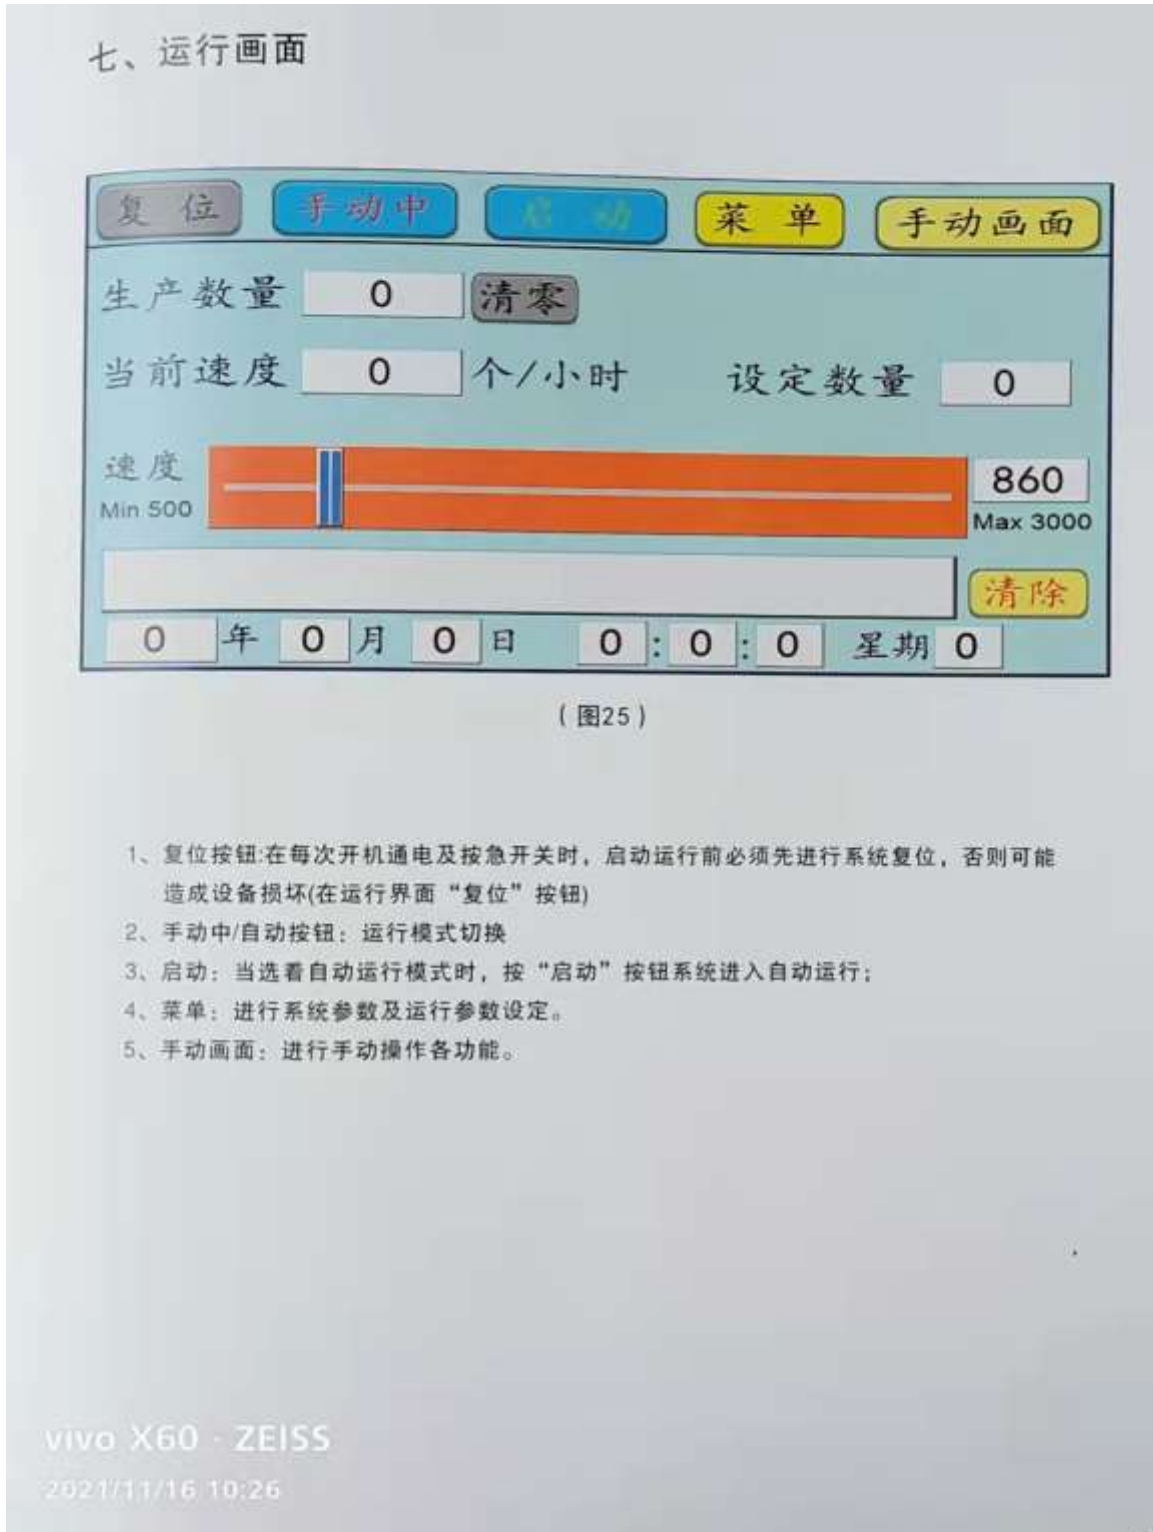 七、运行画面
复 位 手动中 启 动 菜 单 手动画面
生产数量 0 清零
当前速度 0 个/小时 设定数量 0
速度 860
Min 500 Max 3000
清除
0 年 0 月 0 日 0 : 0 : 0 星期 0
(图25)
1、复位按钮:在每次开机通电及按急开关时，启动运行前必须先进行系统复位，否则可能
造成设备损坏(在运行界面“复位”按钮)
2、手动中/自动按钮：运行模式切换
3、启动：当选看自动运行模式时，按“启动”按钮系统进入自动运行；
4、菜单：进行系统参数及运行参数设定。
5、手动画面：进行手动操作各功能。
vivo X60 · ZEISS
2021/11/16 10:26